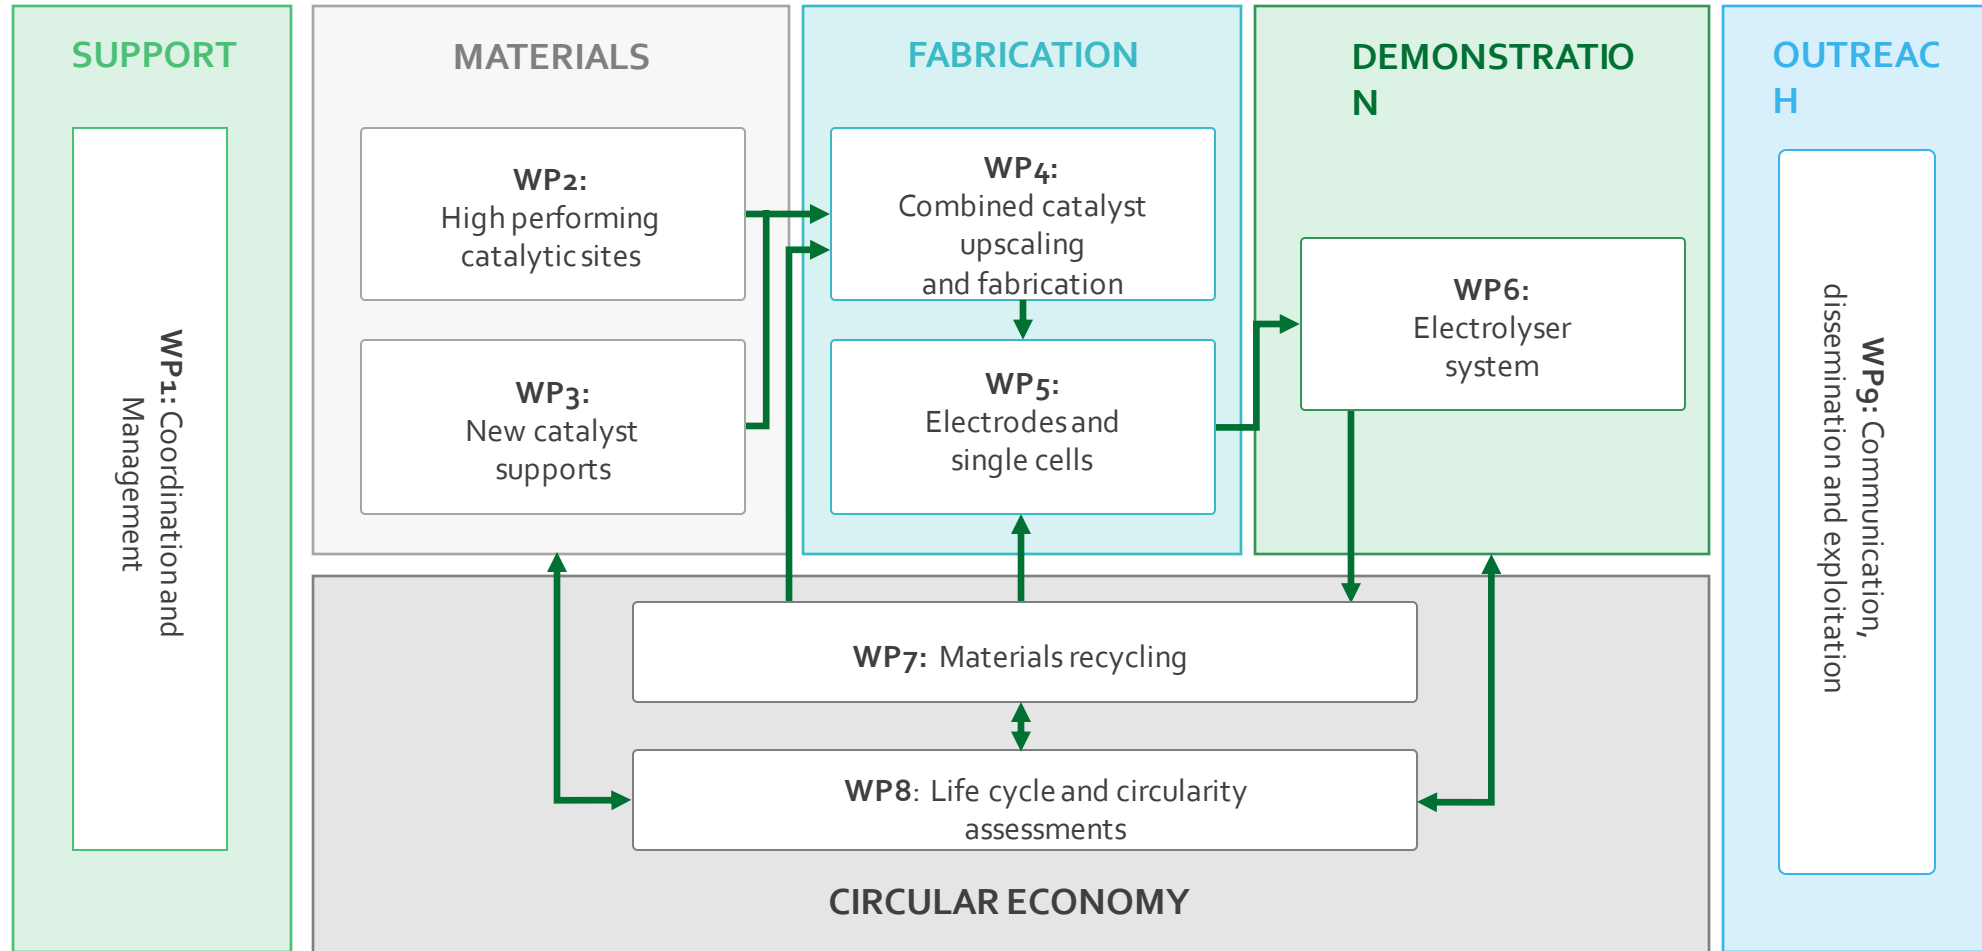 SUPPORT
WP1: Coordination and
Management
MATERIALS
WP2:
High performing
catalytic sites
WP3:
New catalyst
supports
FABRICATION
WP4:
Combined catalyst
upscaling
and fabrication
WP5:
Electrodes and
single cells
DEMONSTRATIO
N
WP6:
Electrolyser
system
OUTREAC
H
WP9: Communication,
dissemination and exploitation
WP7: Materials recycling
WP8: Life cycle and circularity
assessments
CIRCULAR ECONOMY